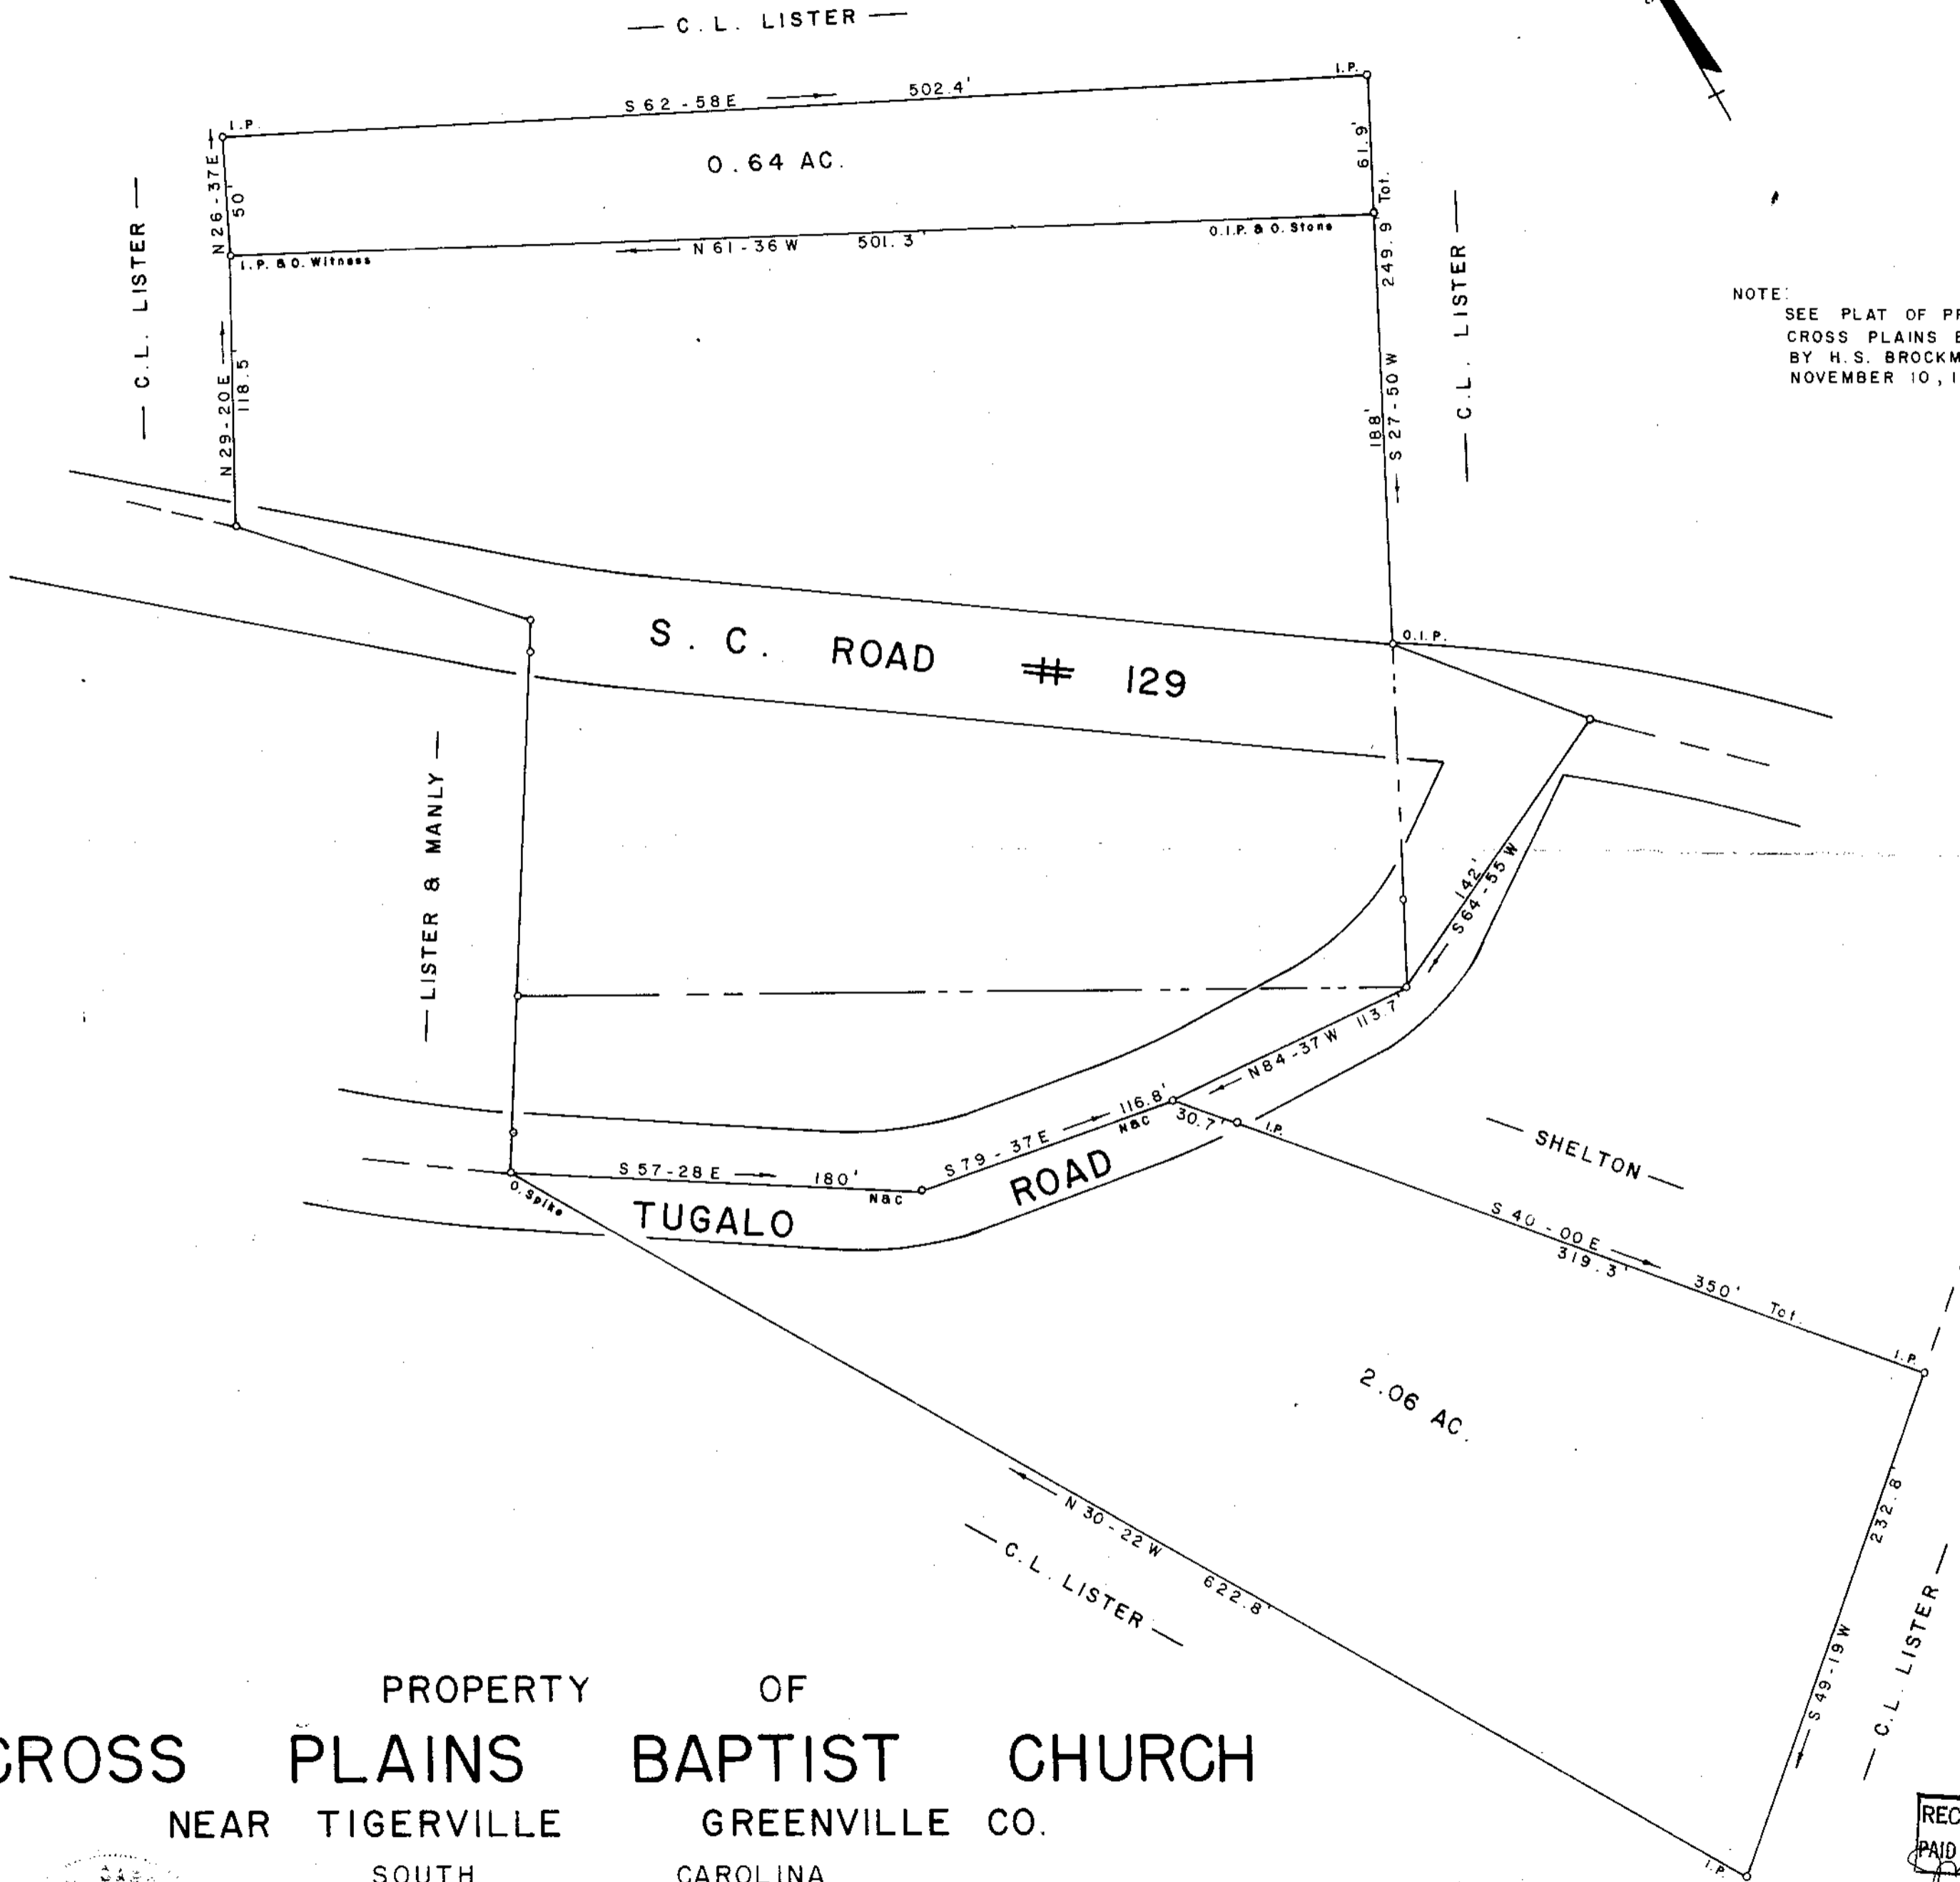 — C. L. LISTER —
I.P.
S 62 - 58 E 502.4'
I.P.
0.64 AC.
N 26 - 37 E
50'
61.9'
249.9 Tot.
— C.L. LISTER —
O.I.P. & O. Stone
N 61 - 36 W 501.3'
I.P. & O. Witness
— C.L. LISTER —
NOTE:
SEE PLAT OF
CROSS PLAINS
BY H.S.
NOVEMBER 10,
N 29 - 20 E
118.5'
188'
S 27 - 50 W
O.I.P.
S. C. ROAD # 129
— LISTER & MANLY —
142'
S 64 - 55 W
N 84 - 37 W 113.7'
S 79 - 37 E 116.8'
N&C
30.7'
I.P.
— SHELTON —
S 57 - 28 E 180'
N&C
O. Spike
TUGALO ROAD
S 40 - 00 E
319.3'
350' Tot.
I.P.
2.06 AC.
N 30 - 22 W 622.8'
— C.L. LISTER —
232.8'
S 49 - 19 W
— C.L. LISTER —
I.P.
PROPERTY OF
CROSS PLAINS BAPTIST CHURCH
NEAR TIGERVILLE GREENVILLE CO.
SOUTH CAROLINA
PAID